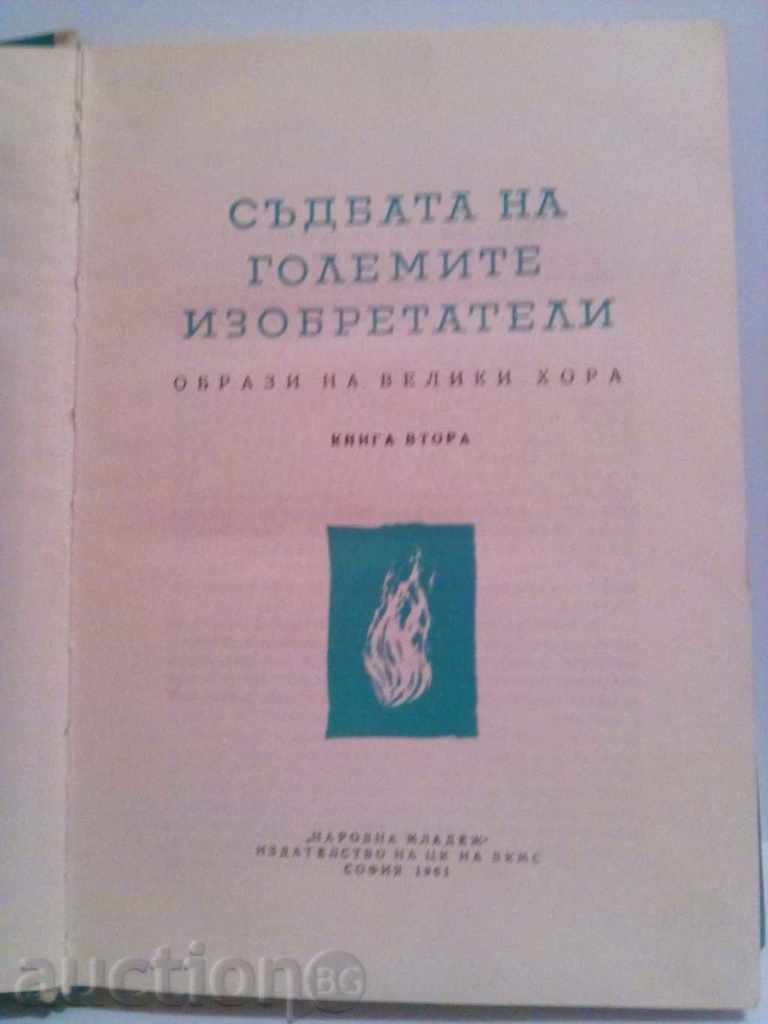 СЪДБАТА НА
ГОЛЕМИТЕ
ИЗОБРЕТАТЕЛИ
ОБРАЗИ НА ВЕЛИКИ ХОРА
КНИГА ВТОРА
„НАРОДНА МЛАДЕЖ“
ИЗДАТЕЛСТВО НА ЦК НА ДКМС
СОФИЯ 1961
auctionBG